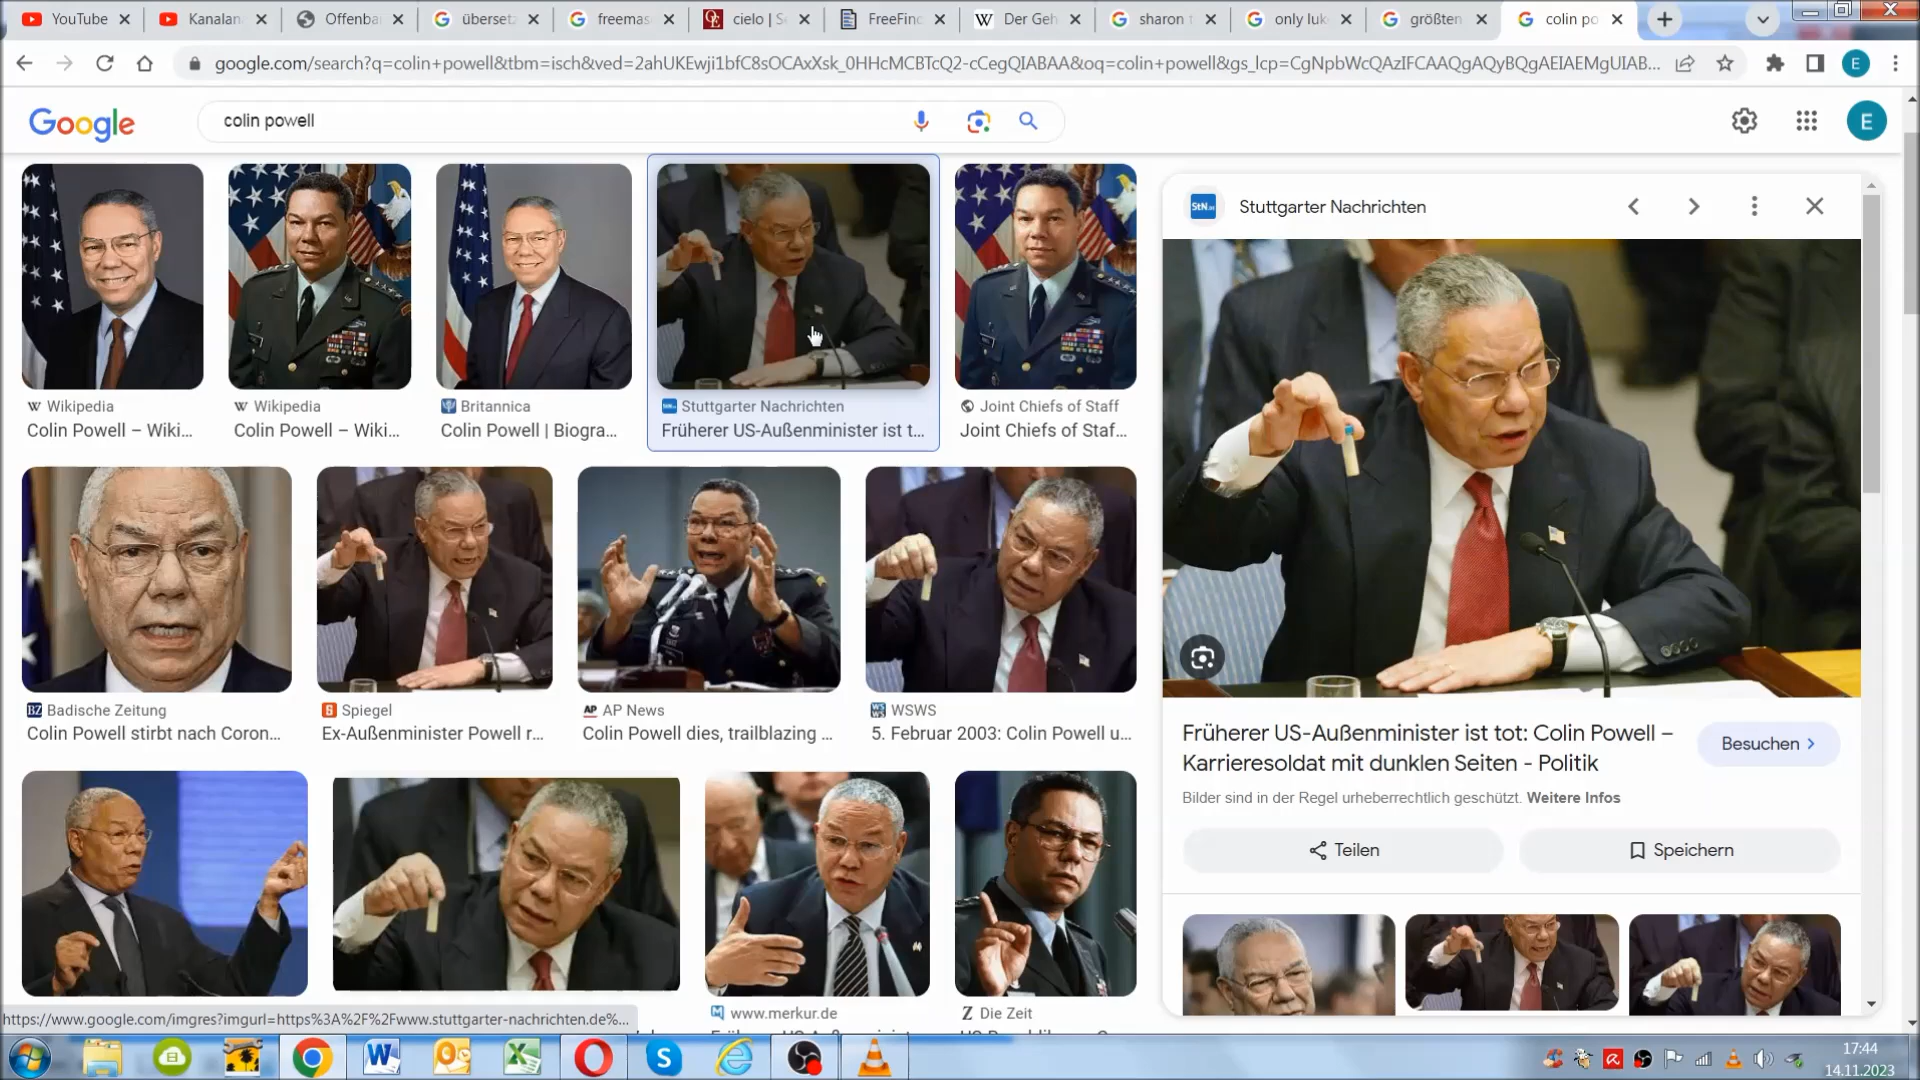 YouTube
Kanalan
Offenba
übersetz
freemas
cielo | S
FreeFinc
Der Geh
sharon t
only luk
größten
colin po
google.com/search?q=colin+powell&tbm=isch&ved=2ahUKEwji1bfC8sOCAxXsk_0HHcMCBTcQ2-cCegQIABAA&oq=colin+powell&gs_lcp=CgNpbWcQAzIFCAAQgAQyBQgAEIAEMgUIAB...
E
Google
colin powell
E
Wikipedia
Colin Powell – Wiki...
Wikipedia
Colin Powell – Wiki...
Britannica
Colin Powell | Biogra...
StN
Stuttgarter Nachrichten
Früherer US-Außenminister ist t...
Joint Chiefs of Staff
Joint Chiefs of Staf...
BZ Badische Zeitung
Colin Powell stirbt nach Coron...
Spiegel
Ex-Außenminister Powell r...
AP AP News
Colin Powell dies, trailblazing ...
WSWS
5. Februar 2003: Colin Powell u...
www.merkur.de
Z Die Zeit
StN.de
Stuttgarter Nachrichten
Früherer US-Außenminister ist tot: Colin Powell –
Karrieresoldat mit dunklen Seiten - Politik
Besuchen
Bilder sind in der Regel urheberrechtlich geschützt. Weitere Infos
Teilen
Speichern
https://www.google.com/imgres?imgurl=https%3A%2F%2Fwww.stuttgarter-nachrichten.de%...
17:44
14.11.2023